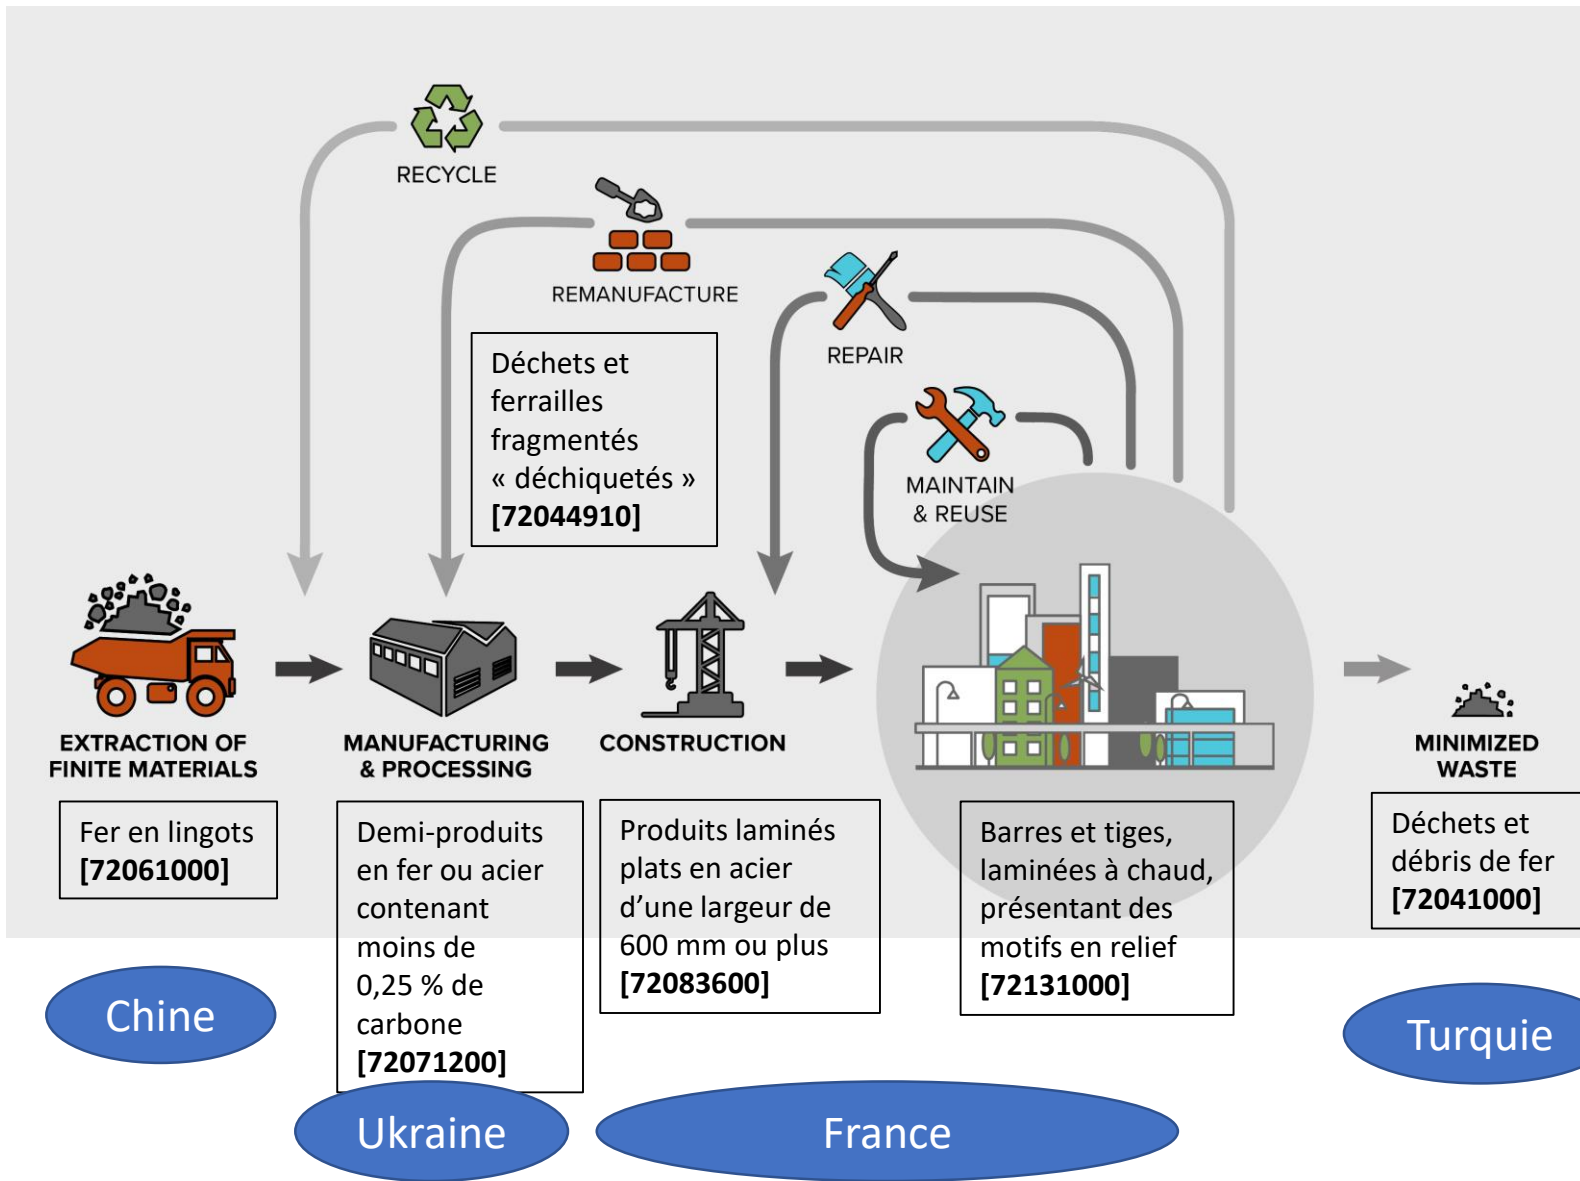 RECYCLE
REMANUFACTURE
REPAIR
MAINTAIN
& REUSE
Déchets et
ferrailles
fragmentés
« déchiquetés »
[72044910]
EXTRACTION OF
FINITE MATERIALS
MANUFACTURING
& PROCESSING
CONSTRUCTION
MINIMIZED
WASTE
Fer en lingots
[72061000]
Demi-produits
en fer ou acier
contenant
moins de
0,25 % de
carbone
[72071200]
Produits laminés
plats en acier
d’une largeur de
600 mm ou plus
[72083600]
Barres et tiges,
laminées à chaud,
présentant des
motifs en relief
[72131000]
Déchets et
débris de fer
[72041000]
Chine
Ukraine
France
Turquie